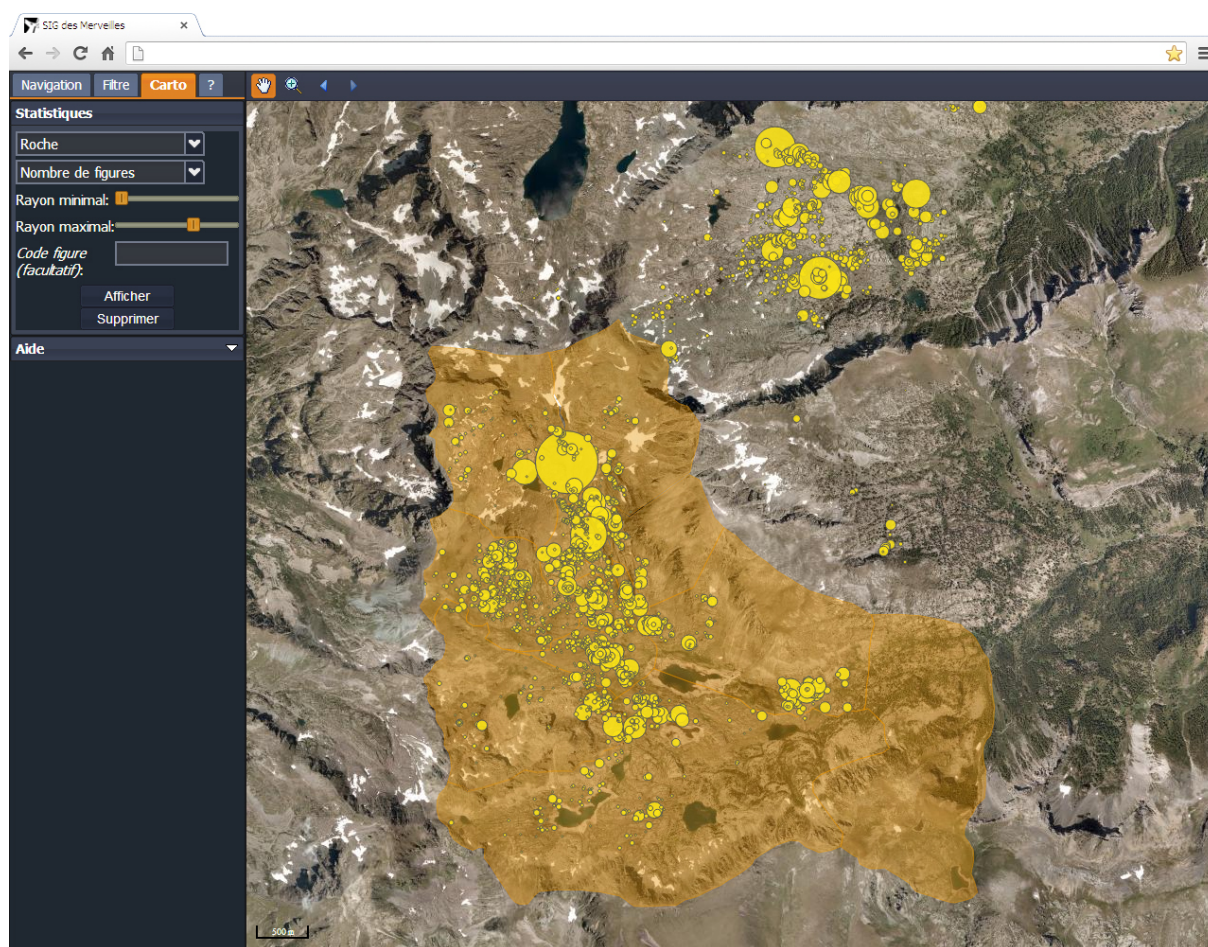 SIG des Merveilles
Navigation Filtre Carto ?
Statistiques
Roche
Nombre de figures
Rayon minimal:
Rayon maximal:
Code figure
(facultatif):
Afficher
Supprimer
Aide
500 m